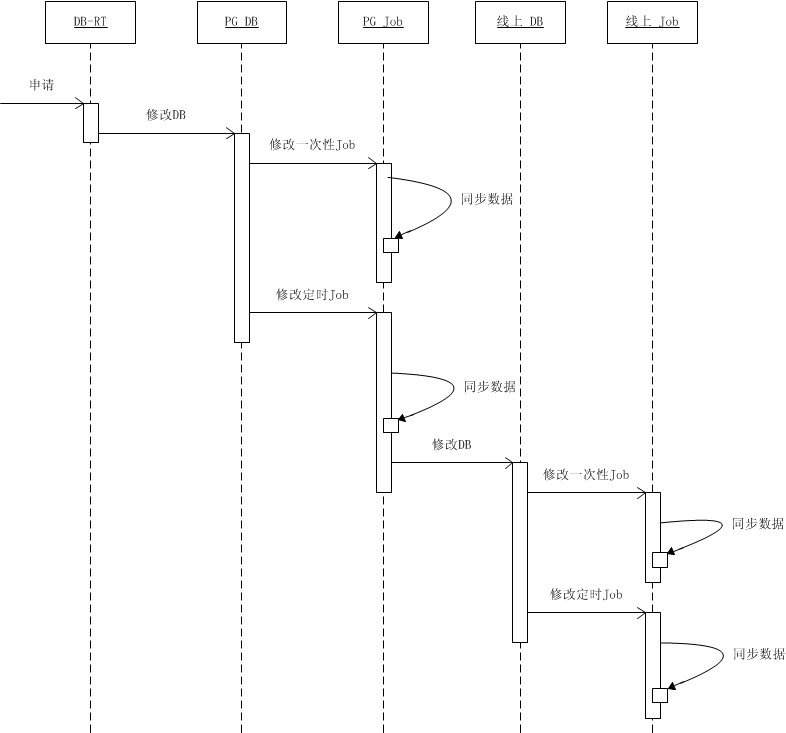 DB-RT
PG DB
PG Job
线上 DB
线上 Job
申请
修改DB
修改一次性Job
同步数据
修改定时Job
同步数据
修改DB
修改一次性Job
同步数据
修改定时Job
同步数据